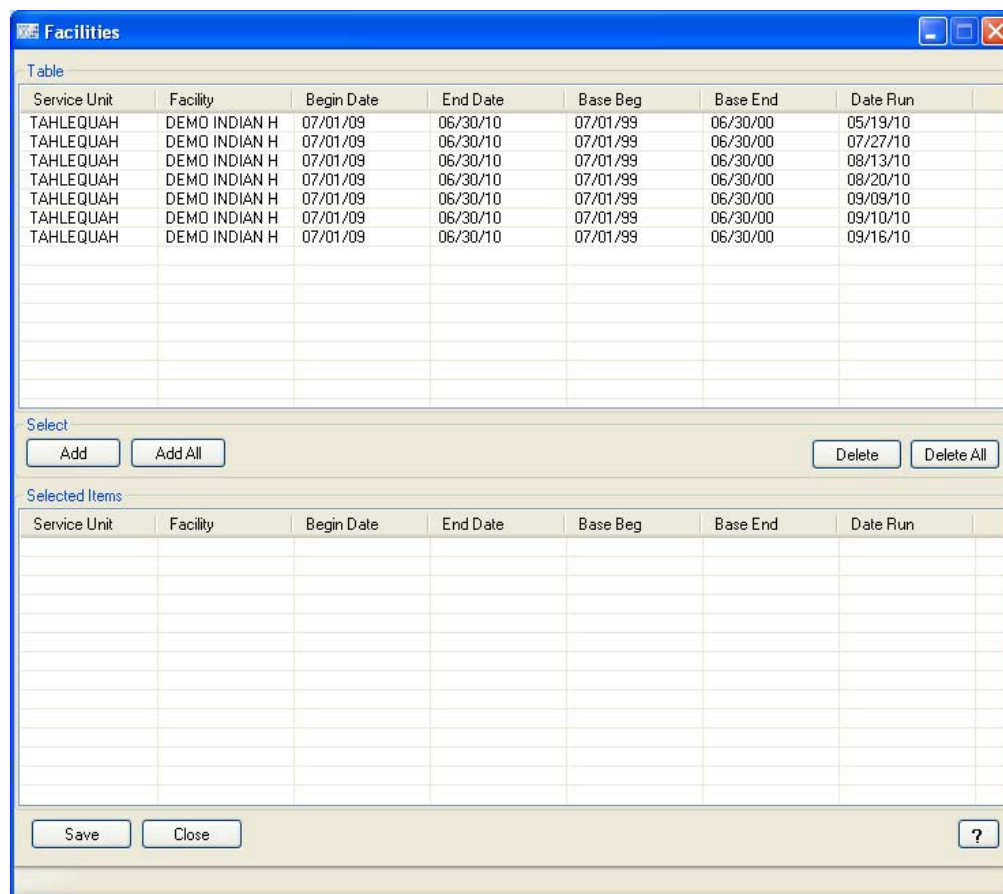 Facilities
Table
Service Unit Facility Begin Date End Date Base Beg Base End Date Run
TAHLEQUAH DEMO INDIAN H 07/01/09 06/30/10 07/01/99 06/30/00 05/19/10
TAHLEQUAH DEMO INDIAN H 07/01/09 06/30/10 07/01/99 06/30/00 07/27/10
TAHLEQUAH DEMO INDIAN H 07/01/09 06/30/10 07/01/99 06/30/00 08/13/10
TAHLEQUAH DEMO INDIAN H 07/01/09 06/30/10 07/01/99 06/30/00 08/20/10
TAHLEQUAH DEMO INDIAN H 07/01/09 06/30/10 07/01/99 06/30/00 09/09/10
TAHLEQUAH DEMO INDIAN H 07/01/09 06/30/10 07/01/99 06/30/00 09/10/10
TAHLEQUAH DEMO INDIAN H 07/01/09 06/30/10 07/01/99 06/30/00 09/16/10
Select
Add Add All Delete Delete All
Selected Items
Service Unit Facility Begin Date End Date Base Beg Base End Date Run
Save Close ?